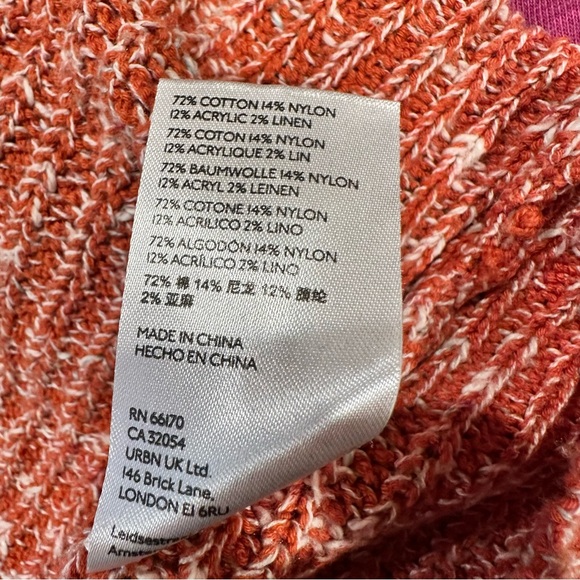 72% COTTON 14% NYLON
12% ACRYLIC 2% LINEN
72% COTON 14% NYLON
12% ACRYLIQUE 2% LIN
72% BAUMWOLLE 14% NYLON
12% ACRYL 2% LEINEN
72% COTONE 14% NYLON
12% ACRILICO 2% LINO
72% ALGODÓN 14% NYLON
12% ACRÍLICO 2% LINO
72% 棉 14% 尼龙 12% 腈纶
2% 亚麻
MADE IN CHINA
HECHO EN CHINA
RN 66170
CA 32054
URBN UK Ltd.
146 Brick Lane,
LONDON E1 6RU